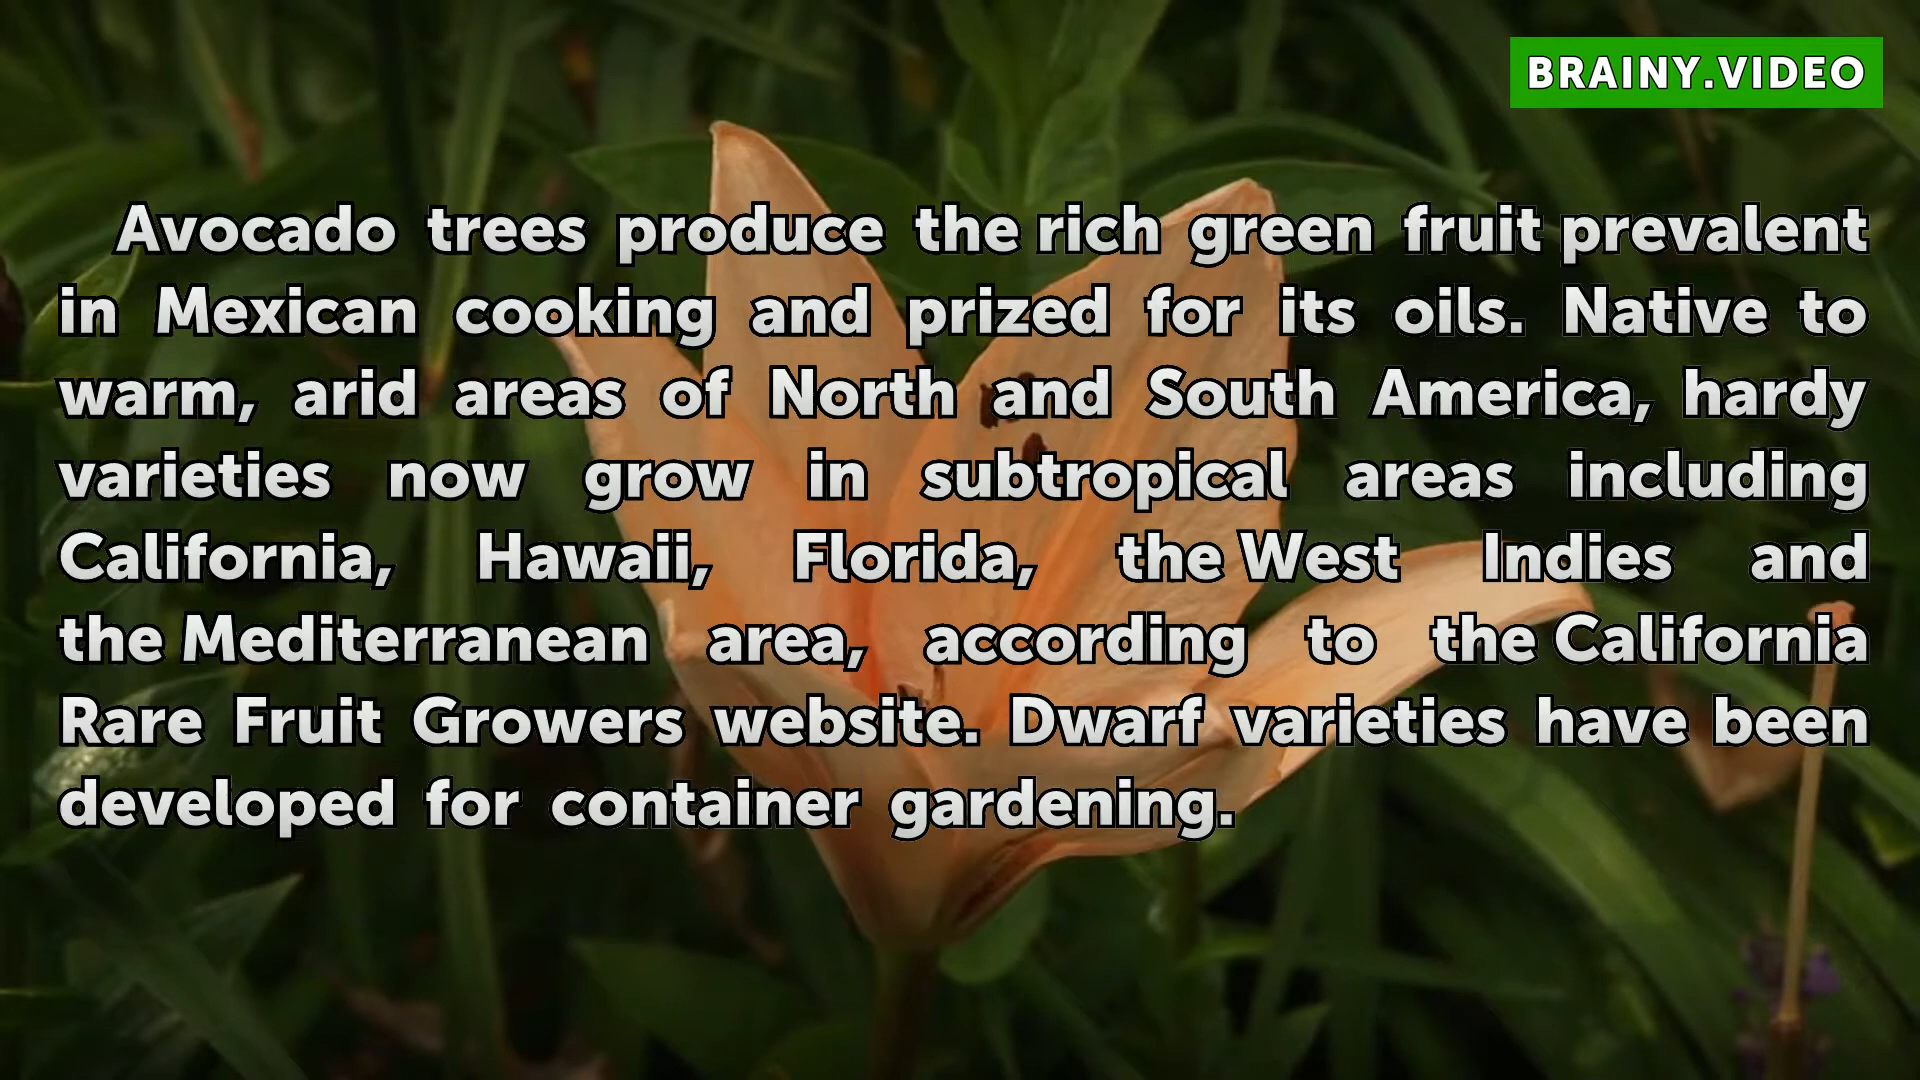 BRAINY.VIDEO
Avocado trees produce the rich green fruit prevalent
in Mexican cooking and prized for its oils. Native to
warm, arid areas of North and South America, hardy
varieties now grow in subtropical areas including
California, Hawaii, Florida, the West Indies and
the Mediterranean area, according to the California
Rare Fruit Growers website. Dwarf varieties have been
developed for container gardening.